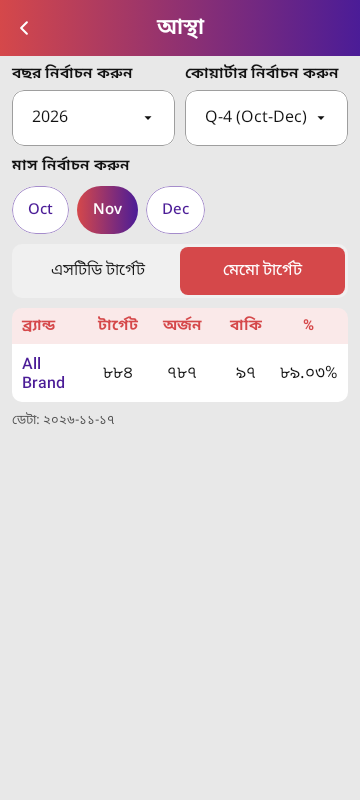 আস্থা
বছর নির্বাচন করুন
কোয়ার্টার নির্বাচন করুন
2026
Q-4 (Oct-Dec)
মাস নির্বাচন করুন
Oct
Nov
Dec
এসটিডি টার্গেট
মেমো টার্গেট
ব্র্যান্ড টার্গেট অর্জন বাকি %
All Brand ৮৮৪ ৭৮৭ ৯৭ ৮৯.০৩%
ডেটা: ২০২৬-১১-১৭